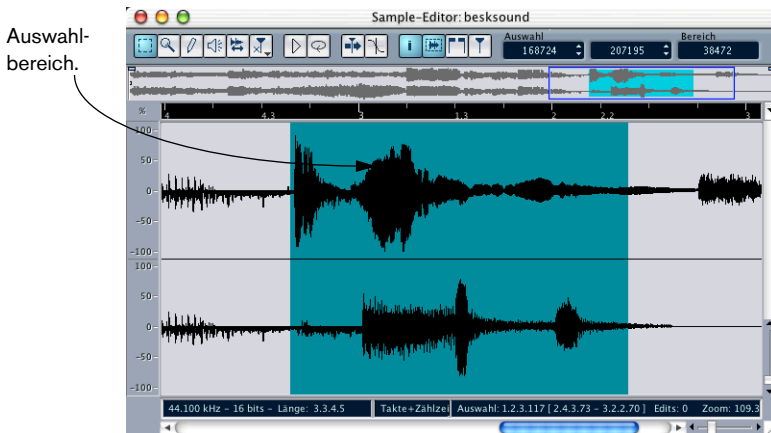 Sample-Editor: besksound
Auswahl-
bereich.
Auswahl
Bereich
168724
207195
38472
%
4
4,3
3
1,3
2
2,2
3
100
50
0
-50
-100
100
50
0
-50
-100
44.100 kHz – 16 bits – Länge: 3.3.4.5
Takte+Zählzei
Auswahl: 1.2.3.117 [ 2.4.3.73 – 3.2.2.70 ]
Edits: 0
Zoom: 109.3